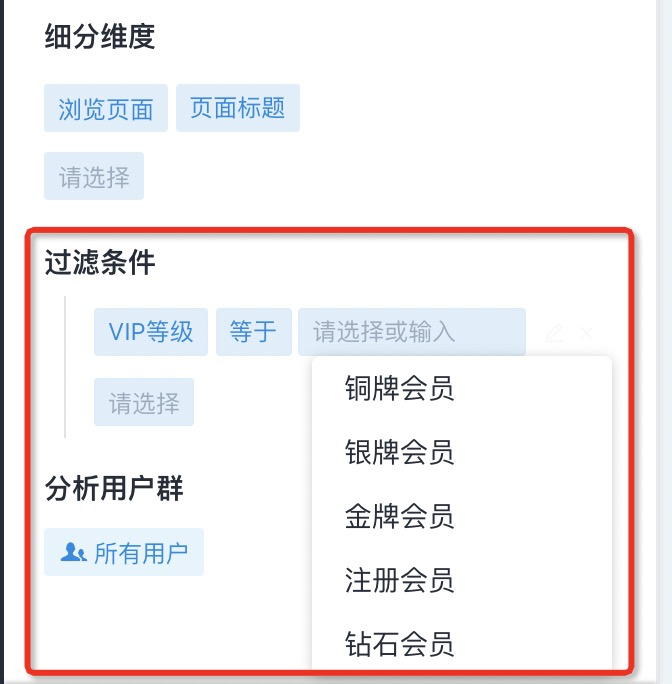 细分维度
浏览页面 页面标题
请选择
过滤条件
VIP等级 等于 请选择或输入
请选择
铜牌会员
银牌会员
金牌会员
注册会员
钻石会员
分析用户群
所有用户